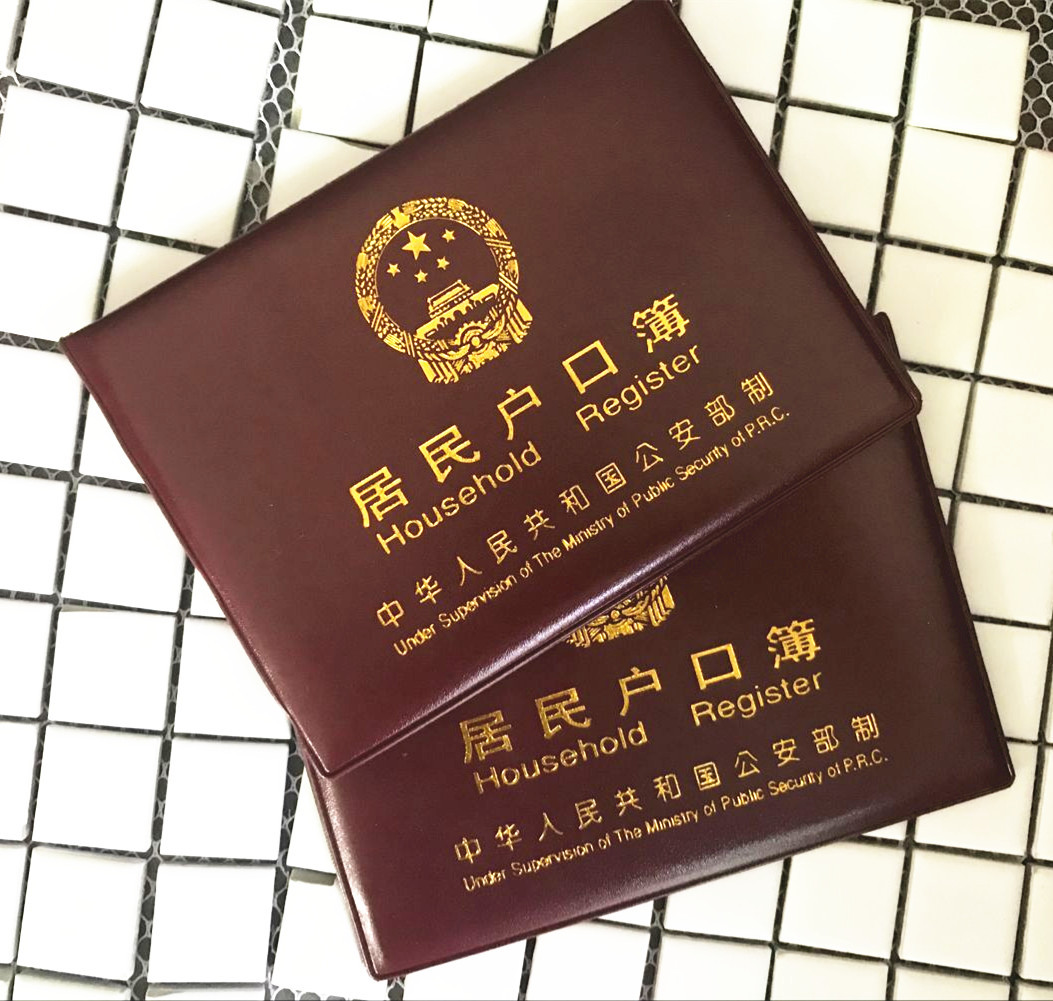 居民户口簿
Household Register
中华人民共和国公安部制
Under Supervision of The Ministry of Public Security of P.R.C.
居民户口簿
Household Register
中华人民共和国公安部制
Under Supervision of The Ministry of Public Security of P.R.C.